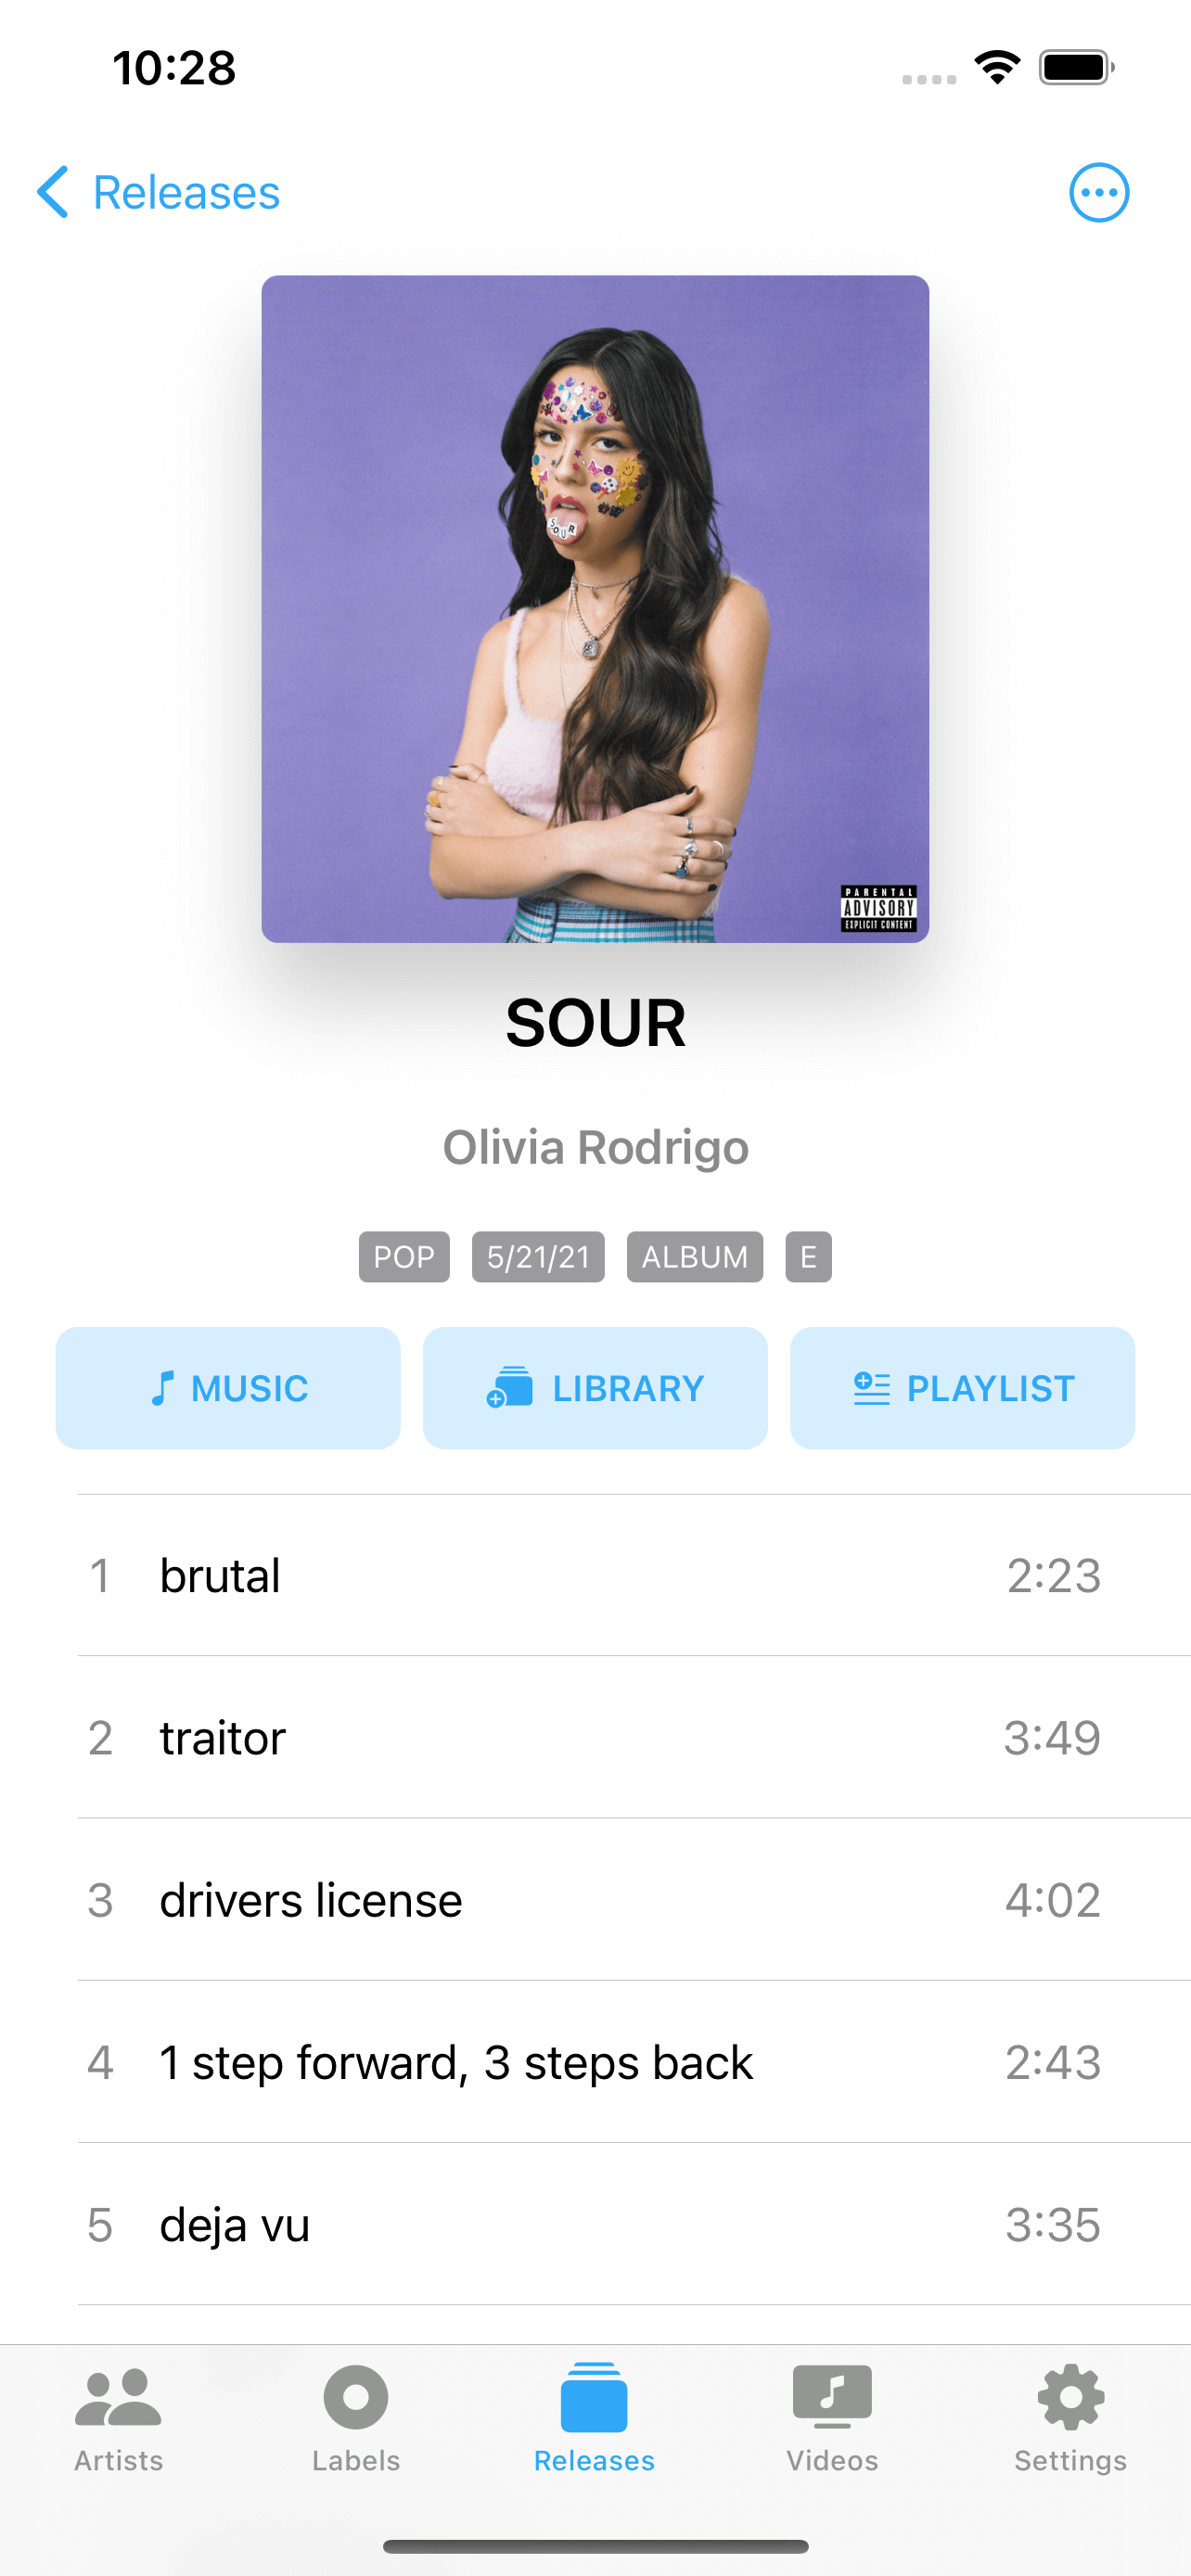 10:28
Releases
SOUR
PARENTAL
ADVISORY
EXPLICIT CONTENT
SOUR
Olivia Rodrigo
POP 5/21/21 ALBUM E
MUSIC LIBRARY PLAYLIST
1 brutal 2:23
2 traitor 3:49
3 drivers license 4:02
4 1 step forward, 3 steps back 2:43
5 deja vu 3:35
Artists Labels Releases Videos Settings